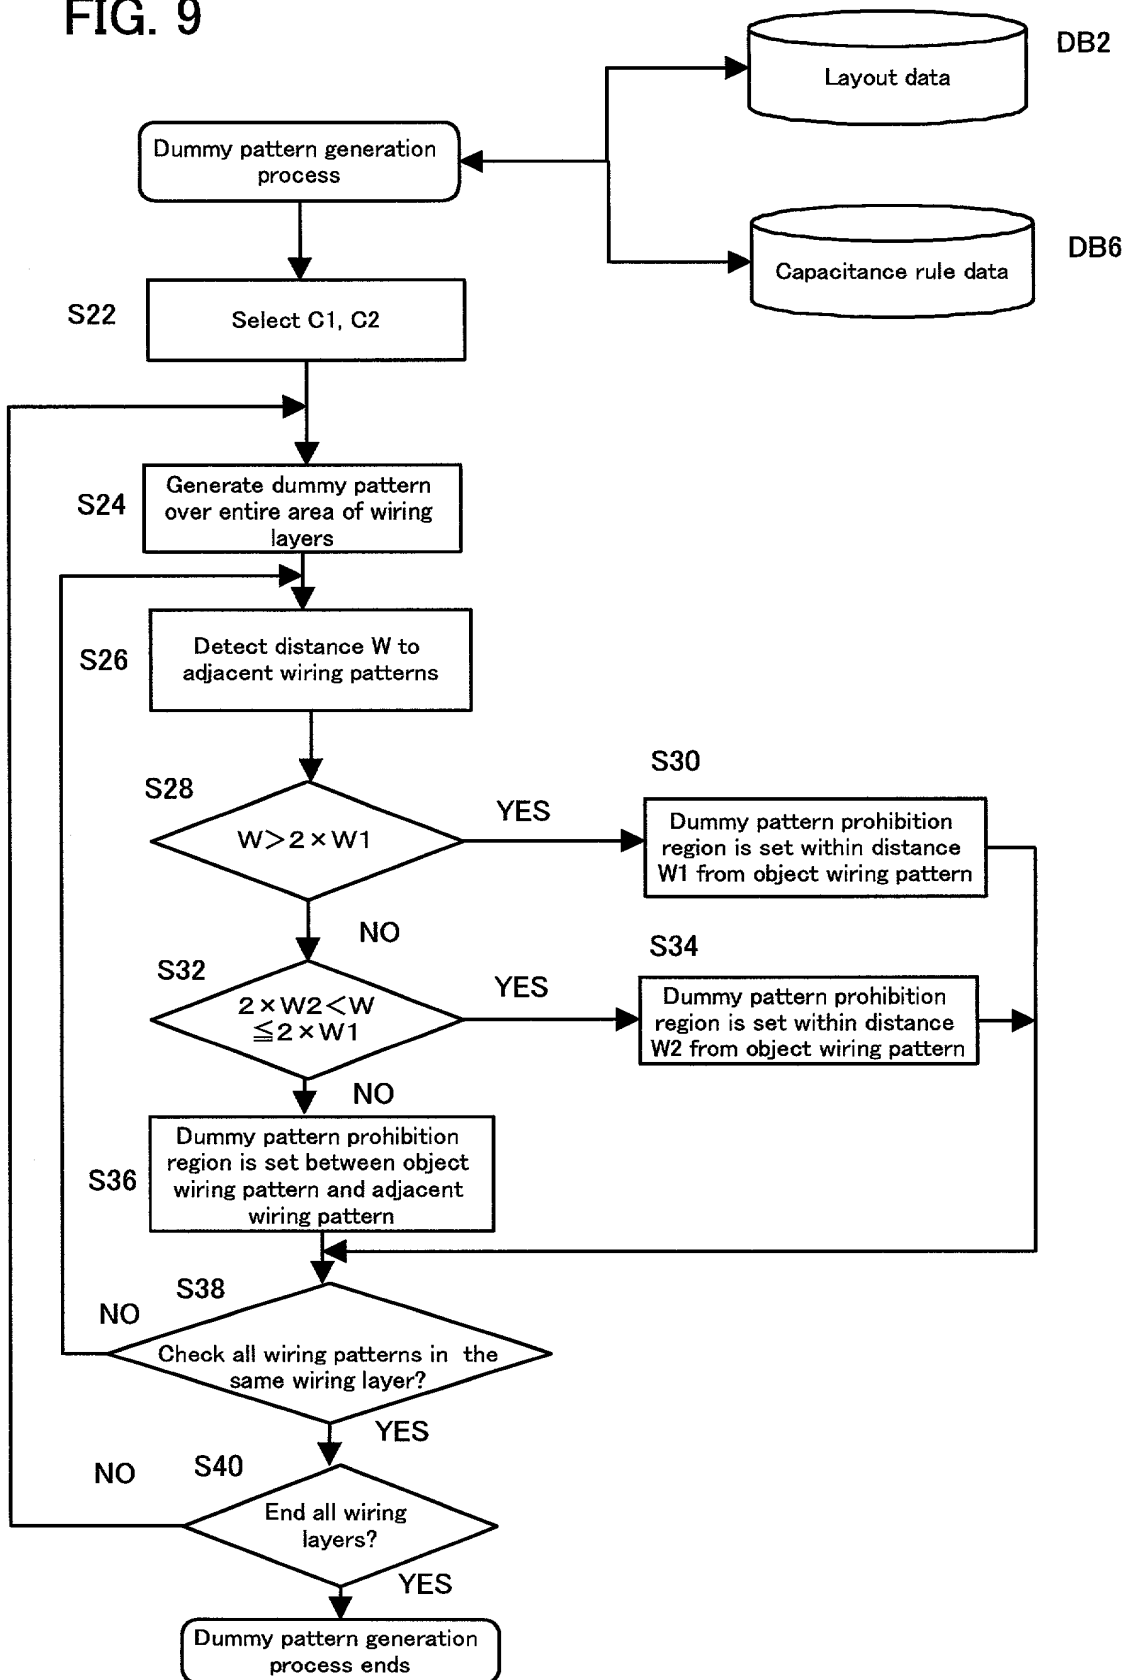 FIG. 9
DB2
Layout data
Dummy pattern generation
process
DB6
Capacitance rule data
S22
Select C1, C2
S24
Generate dummy pattern
over entire area of wiring
layers
S26
Detect distance W to
adjacent wiring patterns
S28
W>2×W1
YES
S30
Dummy pattern prohibition
region is set within distance
W1 from object wiring pattern
NO
S32
2×W2<W
≦2×W1
YES
S34
Dummy pattern prohibition
region is set within distance
W2 from object wiring pattern
NO
S36
Dummy pattern prohibition
region is set between object
wiring pattern and adjacent
wiring pattern
S38
NO
Check all wiring patterns in the
same wiring layer?
YES
NO
S40
End all wiring
layers?
YES
Dummy pattern generation
process ends